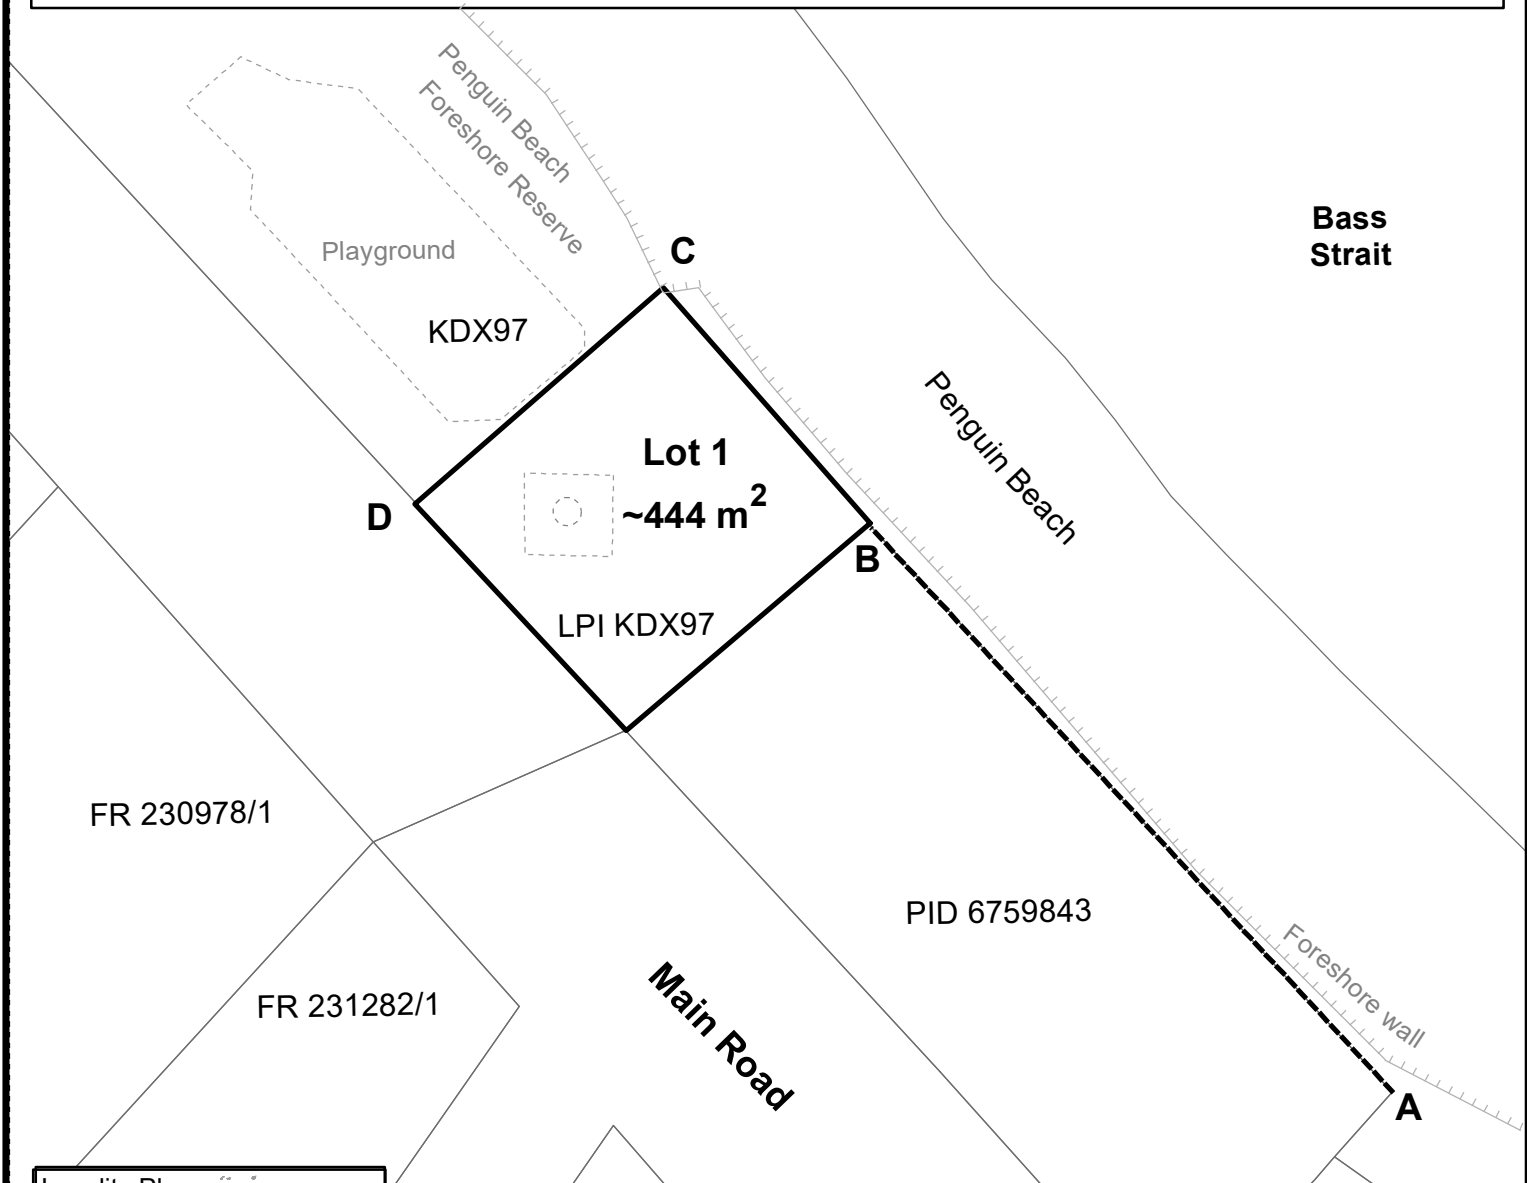 Penguin Beach
Foreshore Reserve
Bass
Strait
Playground
C
KDX97
Penguin Beach
Lot 1
~444 m²
D
B
LPI KDX97
FR 230978/1
PID 6759843
Foreshore wall
FR 231282/1
Main Road
A